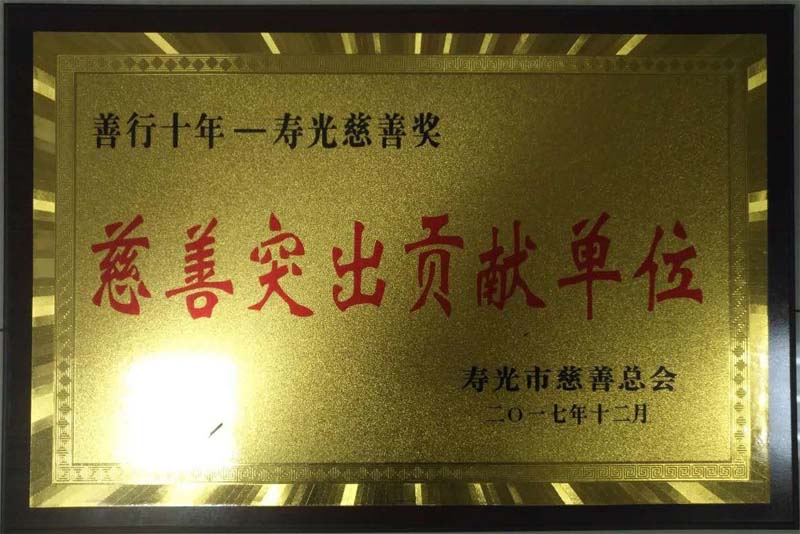 善行十年—寿光慈善奖
慈善突出贡献单位
寿光市慈善总会
二〇一七年十二月